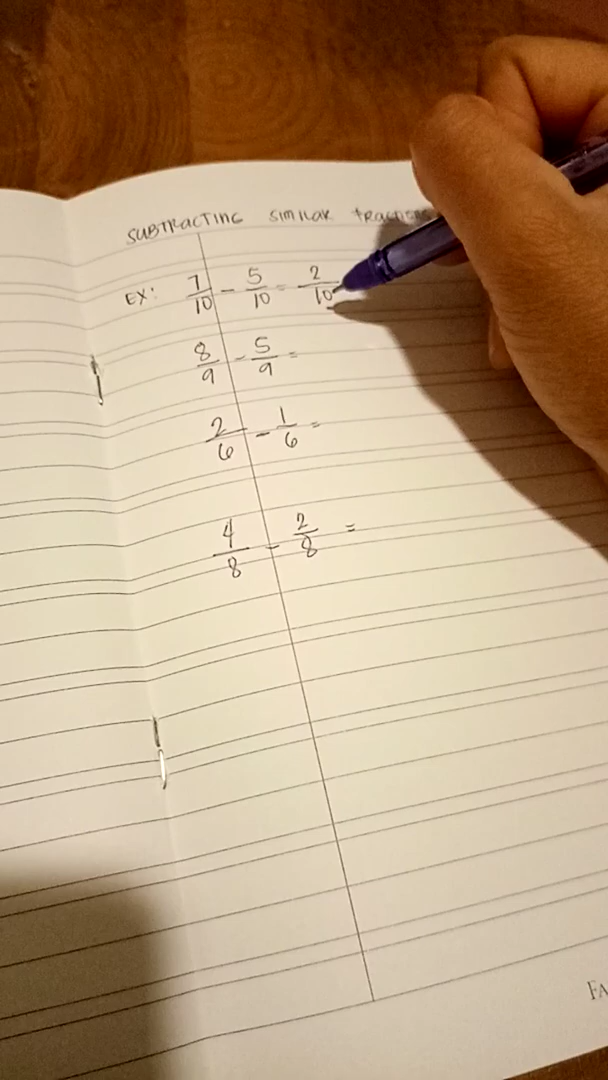 SUBTRACTING SIMILAR fractions
EX: 7/10 - 5/10 = 2/10
8/9 - 5/9 =
2/6 - 1/6 =
4/8 - 2/8 =